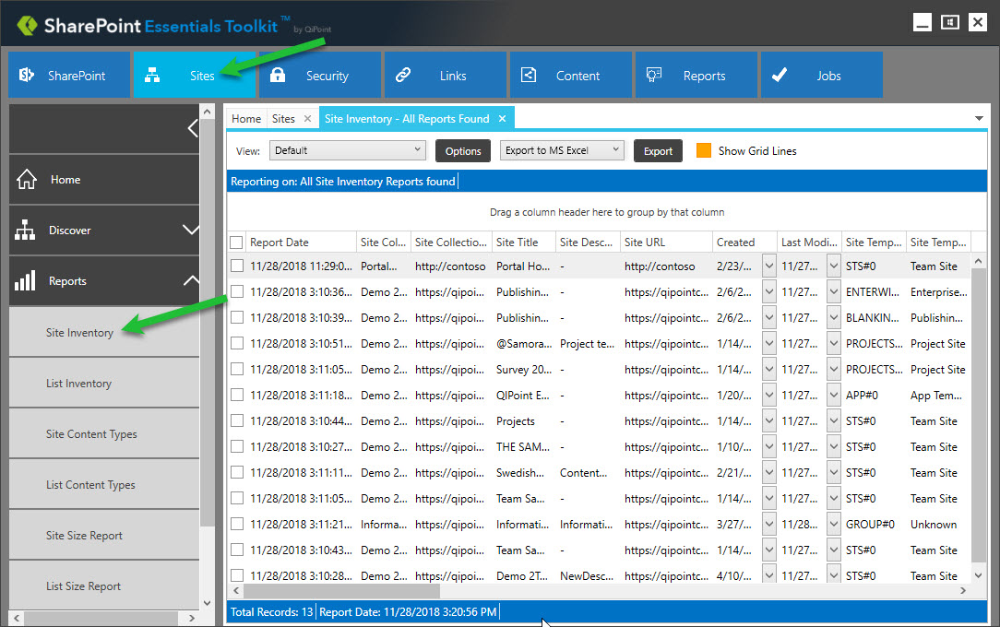 SharePoint Essentials Toolkit™ by QiPoint
SharePoint Sites Security Links Content Reports Jobs
Home
Discover
Reports
Site Inventory
List Inventory
Site Content Types
List Content Types
Site Size Report
List Size Report
Home Sites × Site Inventory - All Reports Found ×
View: Default Options Export to MS Excel Export Show Grid Lines
Reporting on: All Site Inventory Reports found
Drag a column header here to group by that column
Report Date Site Col... Site Collectio... Site Title Site Desc... Site URL Created Last Modi... Site Temp... Site Temp...
11/28/2018 11:29:0... Portal... http://contoso Portal Ho... - http://contoso 2/23/... 11/27... STS#0 Team Site
11/28/2018 3:10:36... Demo 2... https://qipoi... Publishin... - https://qipointc... 2/6/2... 11/27... ENTERWI... Enterprise...
11/28/2018 3:10:39... Demo 2... https://qipoi... Publishin... - https://qipointc... 2/6/2... 11/27... BLANKIN... Publishin...
11/28/2018 3:10:51... Demo 2... https://qipoi... @Samora... Project te... https://qipointc... 1/14/... 11/27... PROJECTS... Project Site
11/28/2018 3:11:05... Demo 2... https://qipoi... Survey 20... - https://qipointc... 1/14/... 11/27... PROJECTS... Project Site
11/28/2018 3:11:18... Demo 2... https://qipoi... QIPoint E... - https://qipointc... 1/20/... 11/27... APP#0 App Tem...
11/28/2018 3:10:44... Demo 2... https://qipoi... Projects - https://qipointc... 1/14/... 11/27... STS#0 Team Site
11/28/2018 3:10:27... Demo 2... https://qipoi... THE SAM... - https://qipointc... 1/10/... 11/27... STS#0 Team Site
11/28/2018 3:11:11... Demo 2... https://qipoi... Swedish... Content... https://qipointc... 2/21/... 11/27... STS#0 Team Site
11/28/2018 3:11:05... Demo 2... https://qipoi... Team Sa... - https://qipointc... 1/14/... 11/27... STS#0 Team Site
11/28/2018 3:11:21... Informa... https://qipoi... Informati... Informati... https://qipointc... 3/27/... 11/28... GROUP#0 Unknown
11/28/2018 3:10:43... Demo 2... https://qipoi... Team Sa... - https://qipointc... 1/14/... 11/27... STS#0 Team Site
11/28/2018 3:10:28... Demo 2... https://qipoi... Demo 2T... NewDesc... https://qipointc... 4/10/... 11/27... STS#0 Team Site
Total Records: 13 Report Date: 11/28/2018 3:20:56 PM